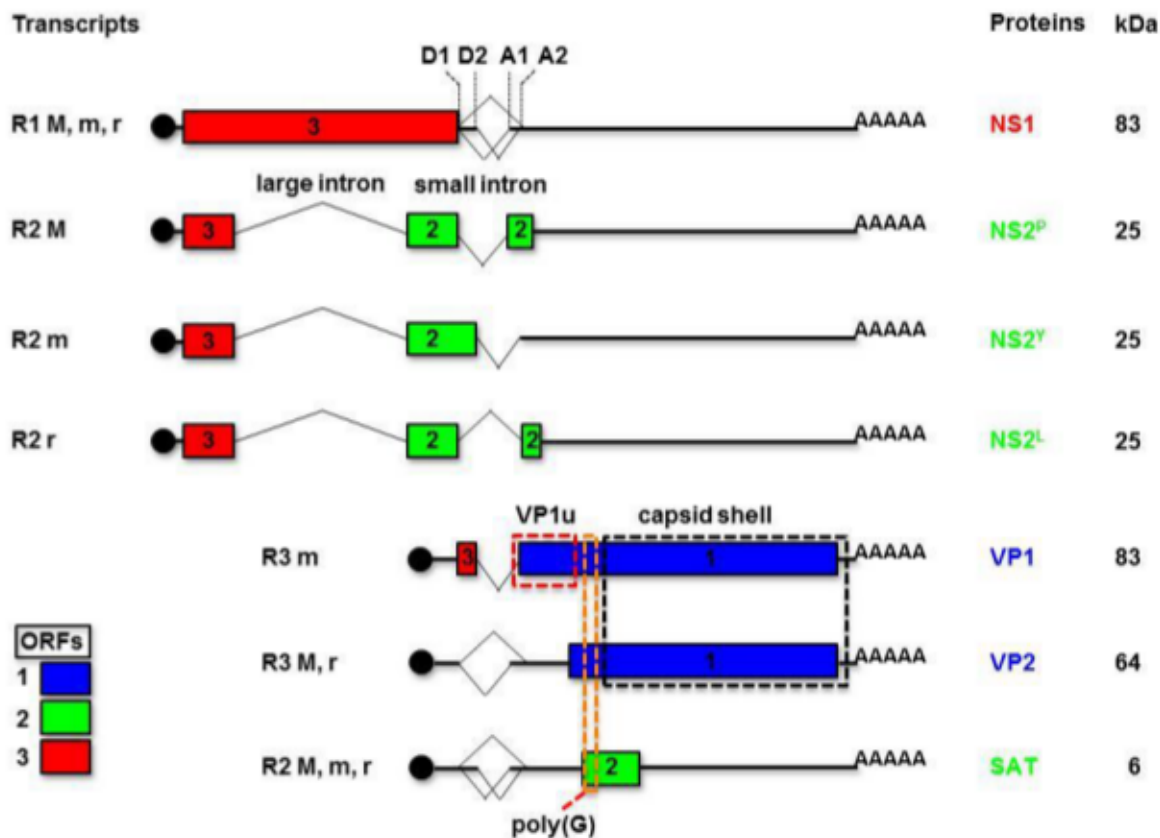 Transcripts Proteins kDa
D1 D2 A1 A2
R1 M, m, r 3 AAAAA NS1 83
large intron small intron
R2 M 3 2 2 AAAAA NS2ᴾ 25
R2 m 3 2 AAAAA NS2ʸ 25
R2 r 3 2 2 AAAAA NS2ᴸ 25
VP1u capsid shell
R3 m 3 1 AAAAA VP1 83
ORFs
1
2
3
R3 M, r 1 AAAAA VP2 64
R2 M, m, r 2 AAAAA SAT 6
poly(G)